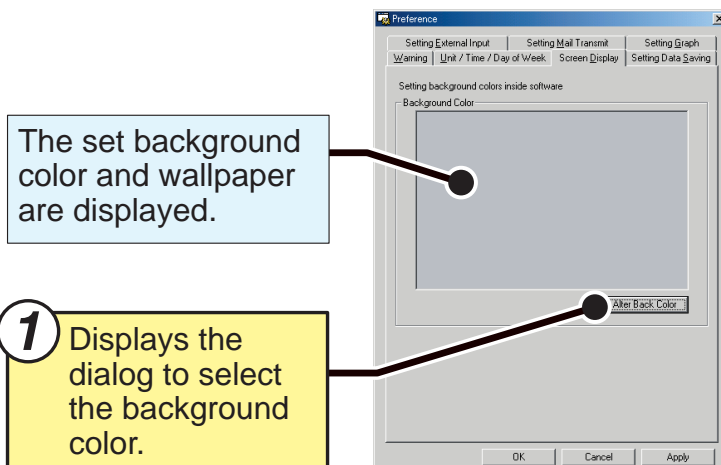 Preference
Setting External Input Setting Mail Transmit Setting Graph
Warning Unit / Time / Day of Week Screen Display Setting Data Saving
Setting background colors inside software
Background Color
The set background
color and wallpaper
are displayed.
Alter Back Color
1
Displays the
dialog to select
the background
color.
OK Cancel Apply